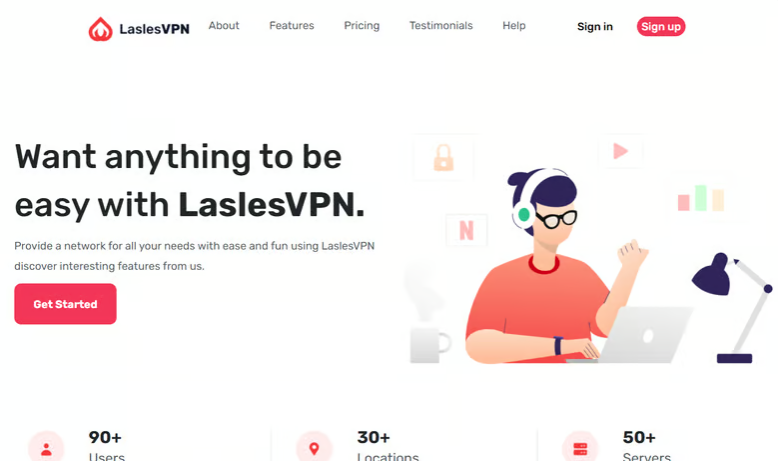 LaslesVPN
About
Features
Pricing
Testimonials
Help
Sign in
Sign up
Want anything to be
easy with LaslesVPN.
Provide a network for all your needs with ease and fun using LaslesVPN
discover interesting features from us.
Get Started
N
90+
Users
30+
Locations
50+
Servers